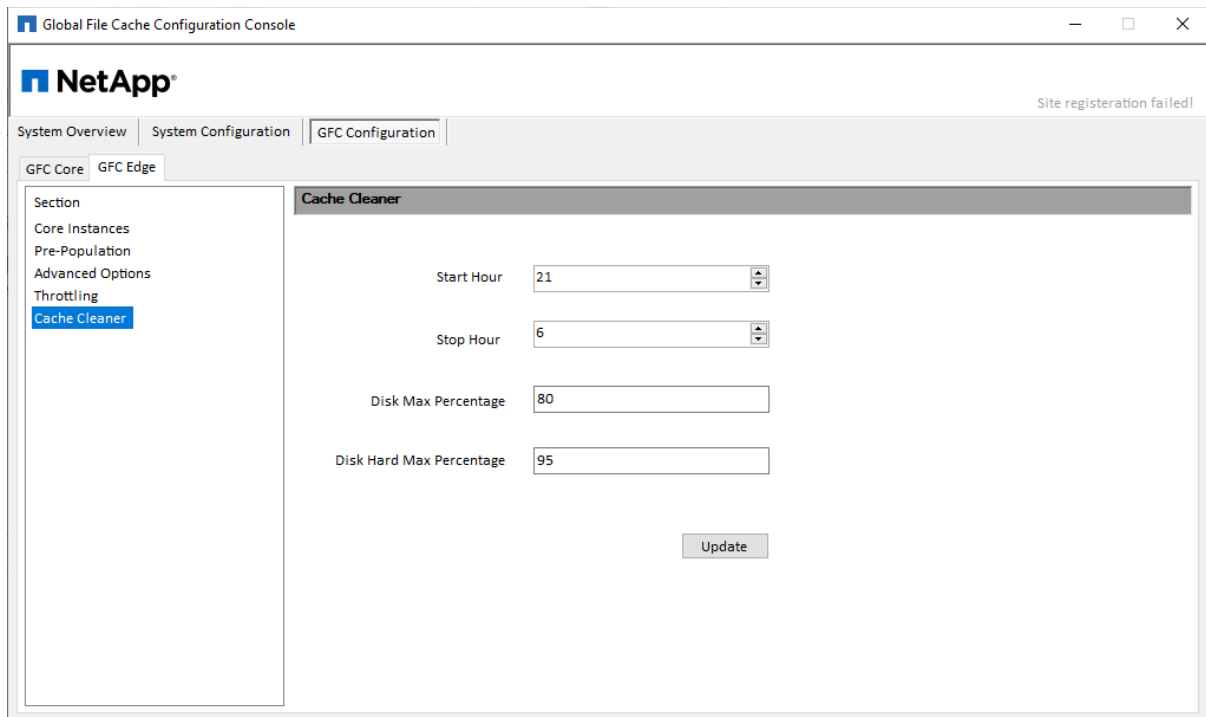 Global File Cache Configuration Console
NetApp®
Site registeration failed!
System Overview System Configuration GFC Configuration
GFC Core GFC Edge
Section
Core Instances
Pre-Population
Advanced Options
Throttling
Cache Cleaner
Cache Cleaner
Start Hour 21
Stop Hour 6
Disk Max Percentage 80
Disk Hard Max Percentage 95
Update